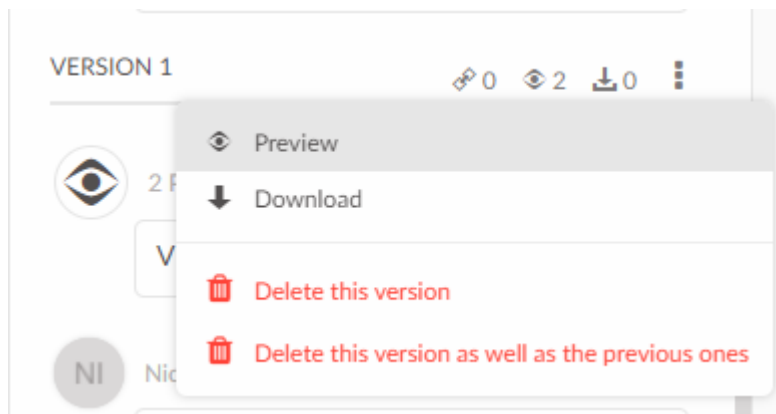 VERSION 1
0 2 0
Preview
2
Download
V
Delete this version
Delete this version as well as the previous ones
NI